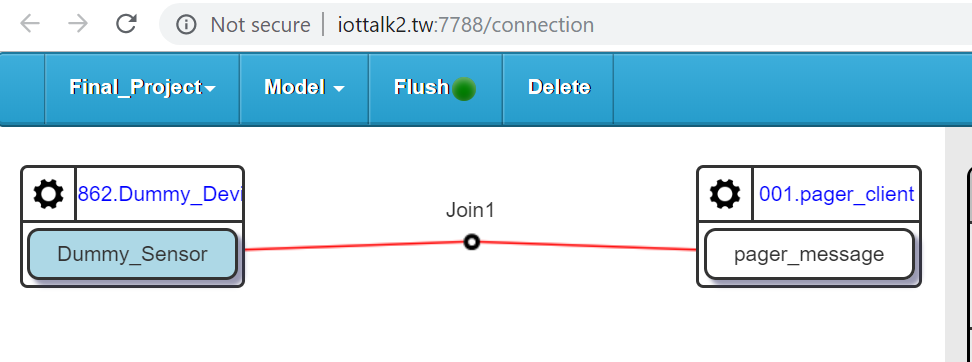 Not secure iottalk2.tw:7788/connection
Final_Project Model Flush Delete
862.Dummy_Devi
001.pager_client
Join1
Dummy_Sensor
pager_message